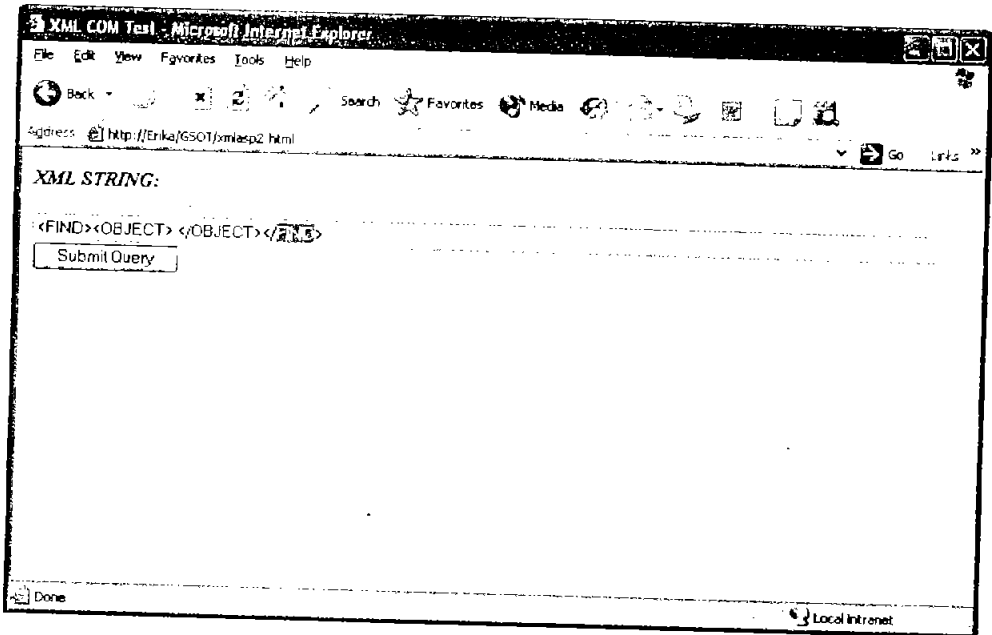 XML COM Test - Microsoft Internet Explorer
File Edit View Favorites Tools Help
Back Search Favorites Media
Address http://Erika/GSOT/xmlasp2.html Go Links »
XML STRING:
<FIND><OBJECT> </OBJECT></FIND>
Submit Query
Done
Local intranet